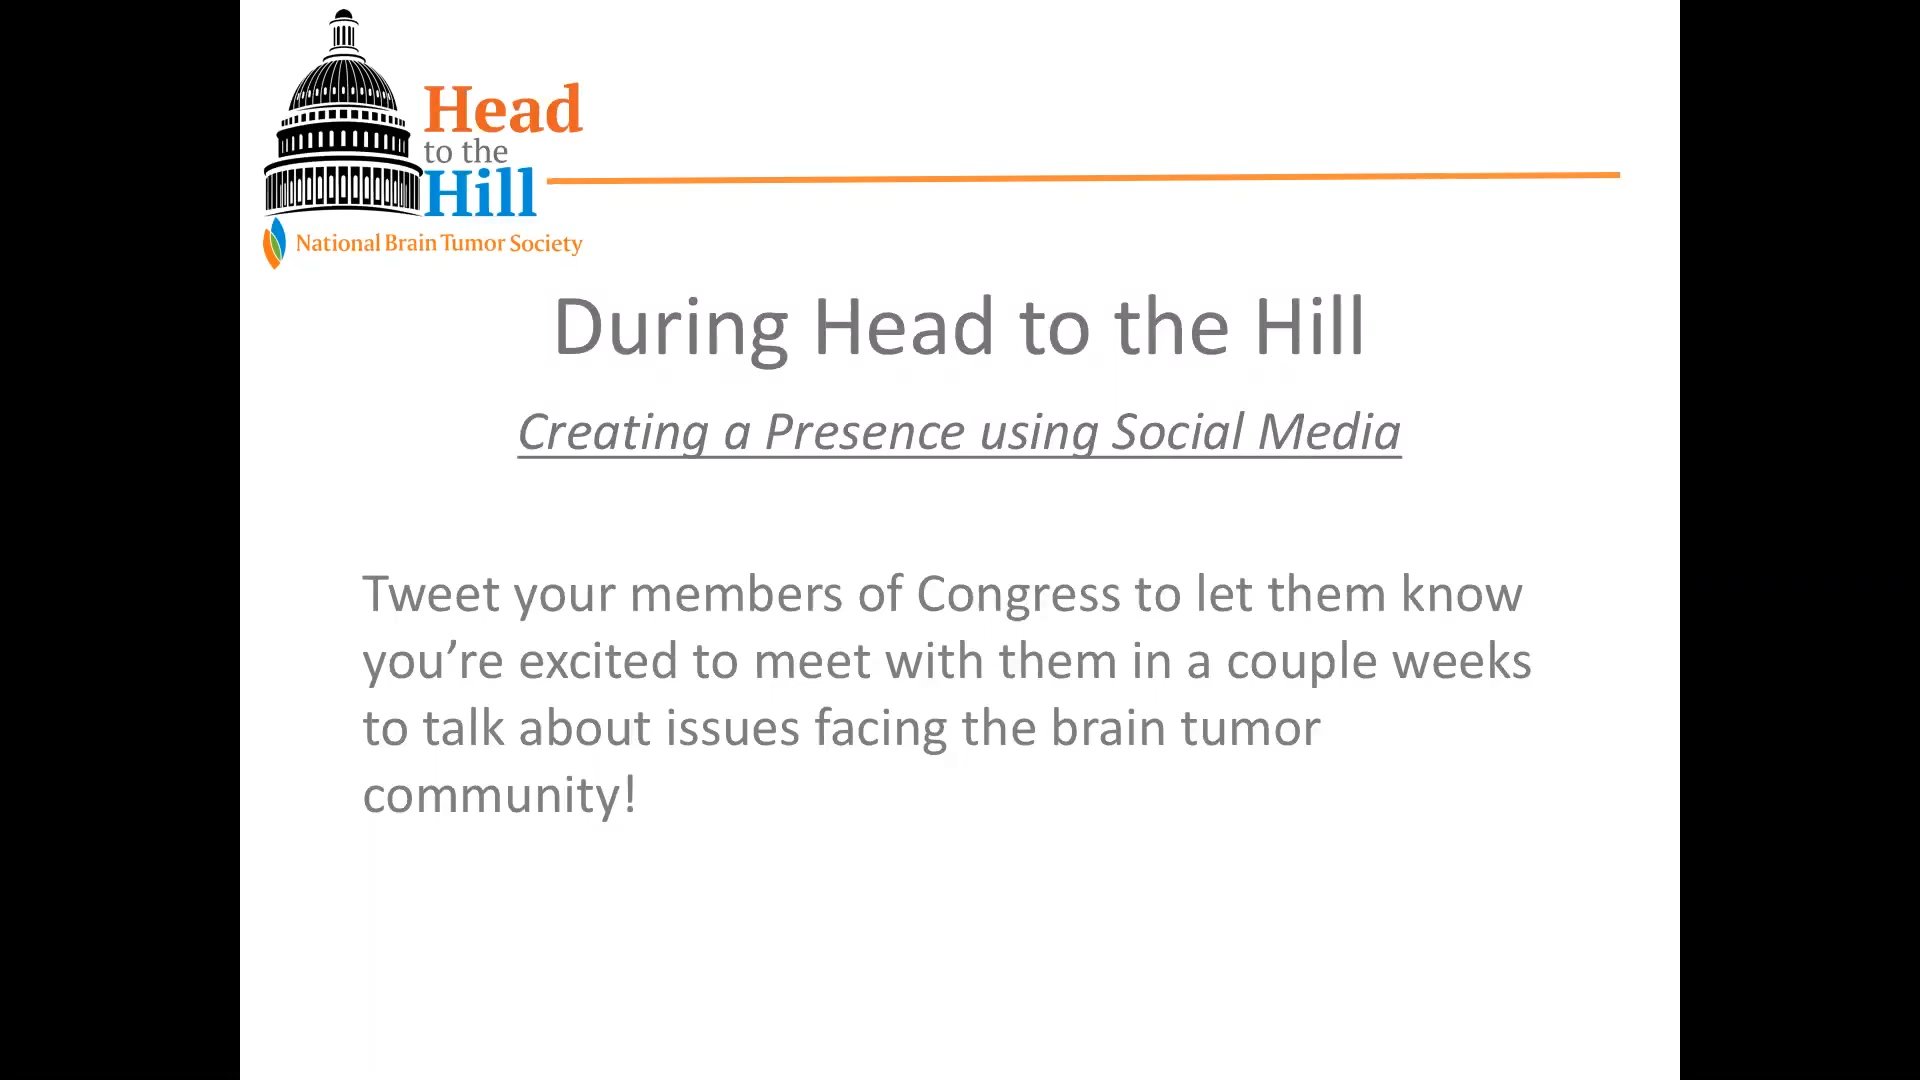 Head
to the
Hill
National Brain Tumor Society
During Head to the Hill
Creating a Presence using Social Media
Tweet your members of Congress to let them know
you’re excited to meet with them in a couple weeks
to talk about issues facing the brain tumor
community!